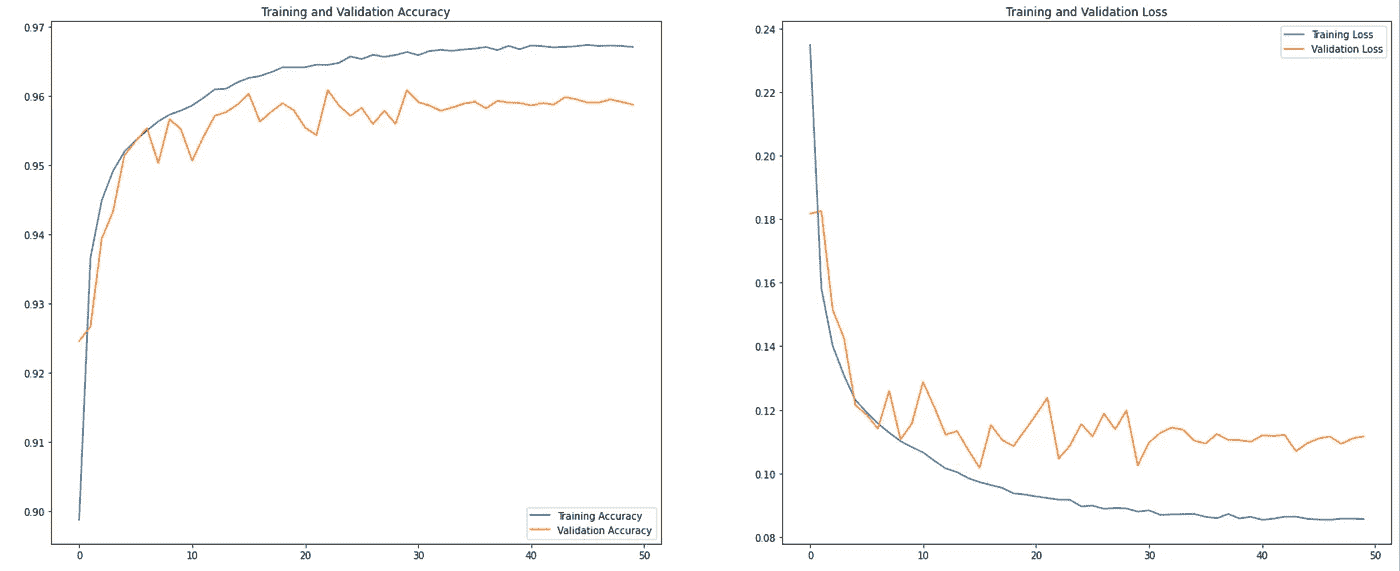 Training and Validation Accuracy
0.97
0.96
0.95
0.94
0.93
0.92
0.91
0.90
Training Accuracy
Validation Accuracy
0 10 20 30 40 50
Training and Validation Loss
0.24
0.22
0.20
0.18
0.16
0.14
0.12
0.10
0.08
Training Loss
Validation Loss
0 10 20 30 40 50